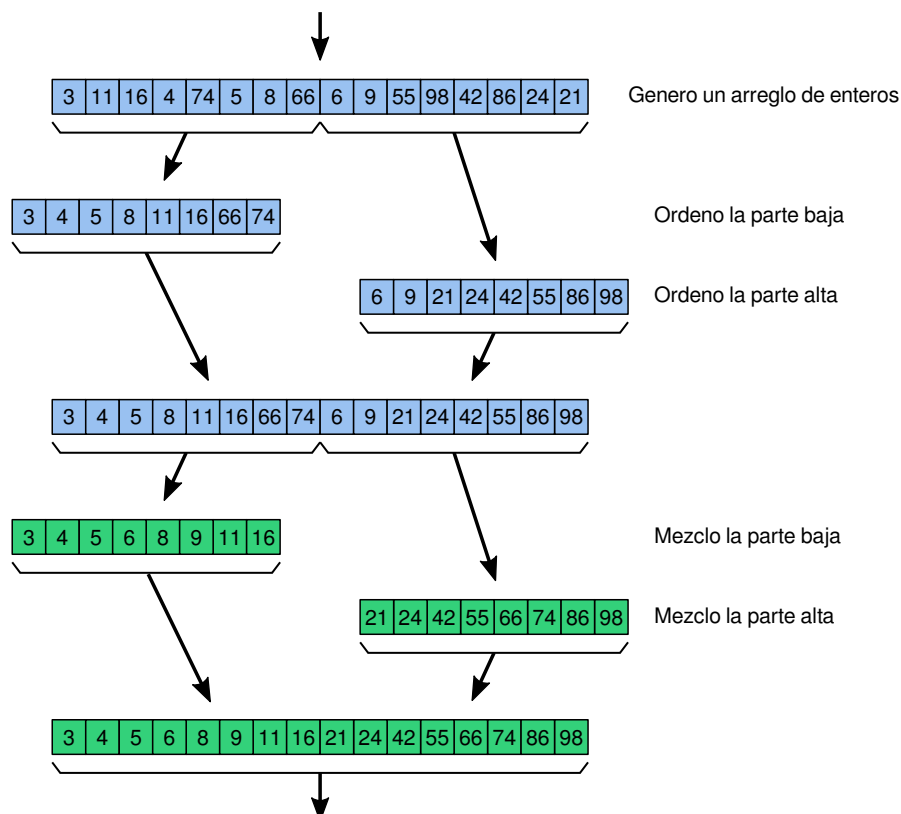 3 11 16 4 74 5 8 66 6 9 55 98 42 86 24 21 Genero un arreglo de enteros
3 4 5 8 11 16 66 74 Ordeno la parte baja
6 9 21 24 42 55 86 98 Ordeno la parte alta
3 4 5 8 11 16 66 74 6 9 21 24 42 55 86 98
3 4 5 6 8 9 11 16 Mezclo la parte baja
21 24 42 55 66 74 86 98 Mezclo la parte alta
3 4 5 6 8 9 11 16 21 24 42 55 66 74 86 98